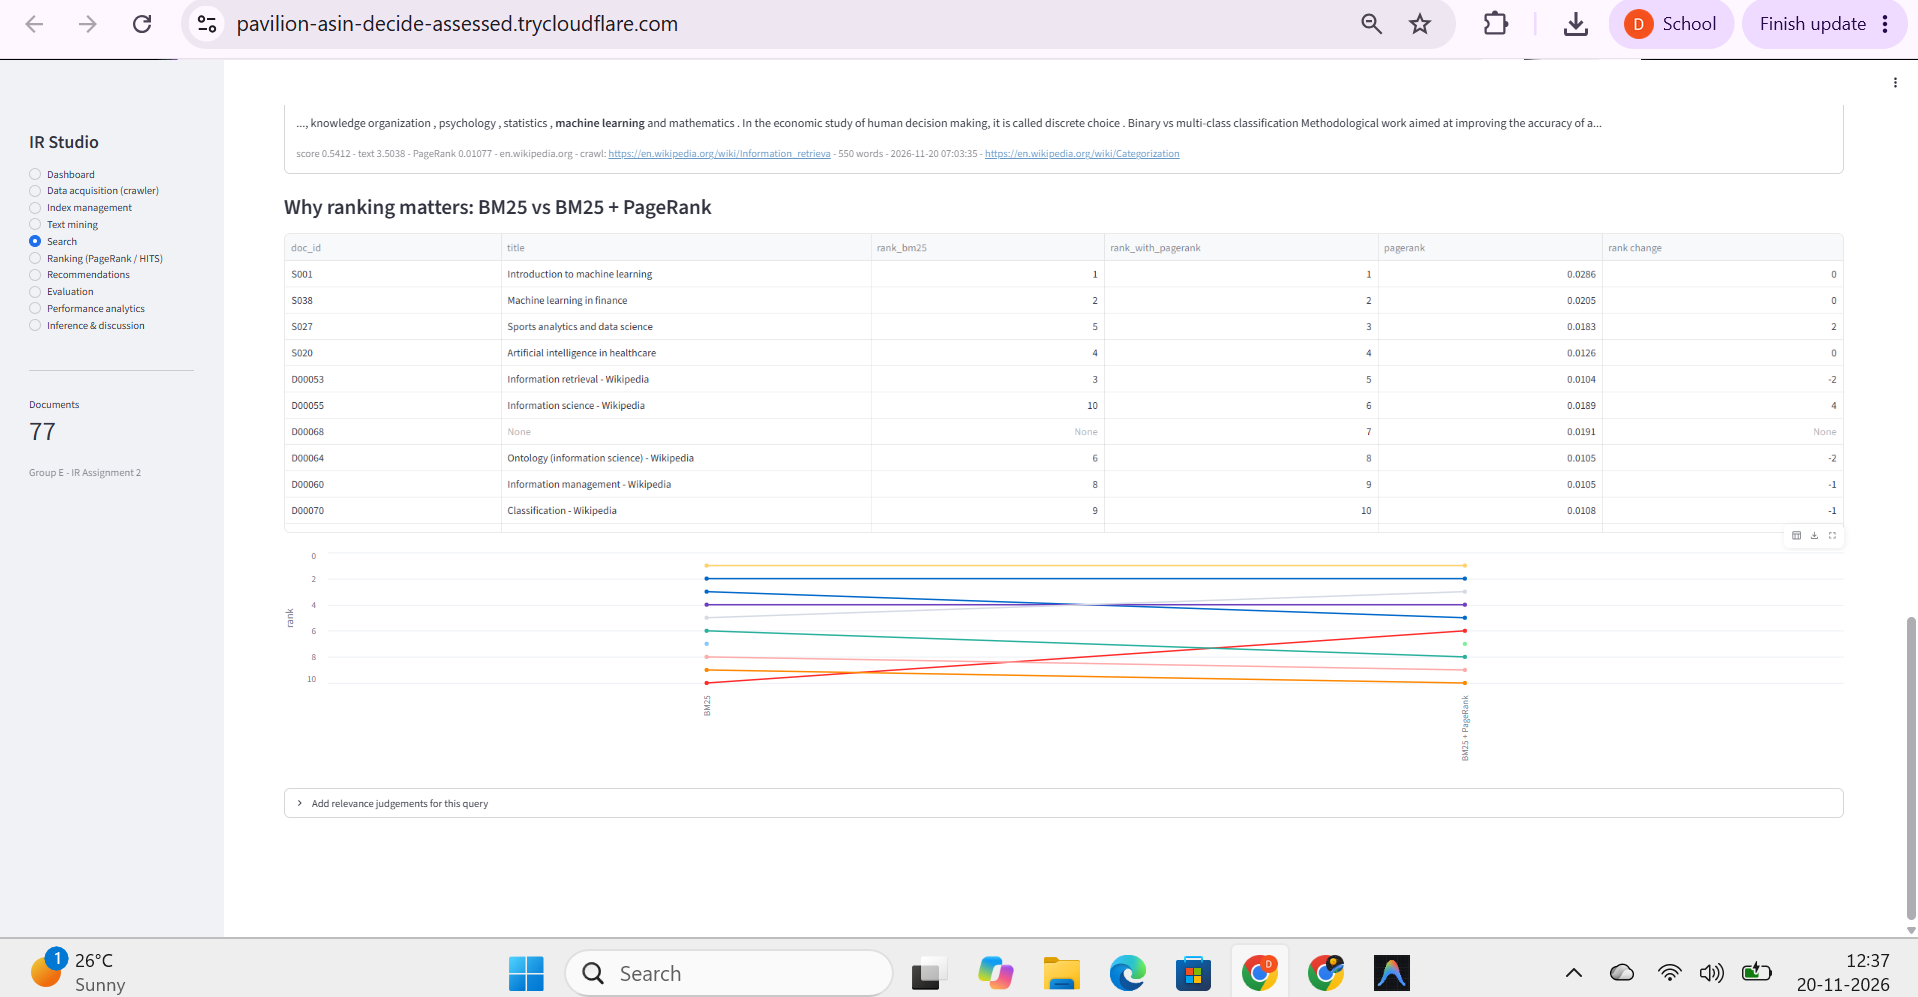 pavilion-asin-decide-assessed.trycloudflare.com
D School
Finish update
IR Studio
Dashboard
Data acquisition (crawler)
Index management
Text mining
Search
Ranking (PageRank / HITS)
Recommendations
Evaluation
Performance analytics
Inference & discussion
Documents
77
Group E - IR Assignment 2
..., knowledge organization , psychology , statistics , machine learning and mathematics . In the economic study of human decision making, it is called discrete choice . Binary vs multi-class classification Methodological work aimed at improving the accuracy of a...
score 0.5412 - text 3.5038 - PageRank 0.01077 - en.wikipedia.org - crawl: https://en.wikipedia.org/wiki/Information_retrieva - 550 words - 2026-11-20 07:03:35 - https://en.wikipedia.org/wiki/Categorization
Why ranking matters: BM25 vs BM25 + PageRank
doc_id title rank_bm25 rank_with_pagerank pagerank rank change
S001 Introduction to machine learning 1 1 0.0286 0
S038 Machine learning in finance 2 2 0.0205 0
S027 Sports analytics and data science 5 3 0.0183 2
S020 Artificial intelligence in healthcare 4 4 0.0126 0
D00053 Information retrieval - Wikipedia 3 5 0.0104 -2
D00055 Information science - Wikipedia 10 6 0.0189 4
D00068 None None 7 0.0191 None
D00064 Ontology (information science) - Wikipedia 6 8 0.0105 -2
D00060 Information management - Wikipedia 8 9 0.0105 -1
D00070 Classification - Wikipedia 9 10 0.0108 -1
rank
0
2
4
6
8
10
BM25
BM25 + PageRank
Add relevance judgements for this query
1
26°C
Sunny
Search
D
12:37
20-11-2026